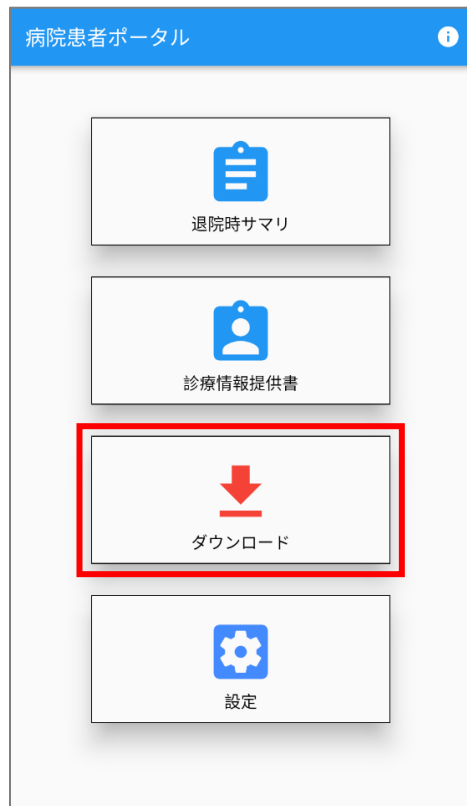 病院患者ポータル
退院時サマリ
診療情報提供書
ダウンロード
設定